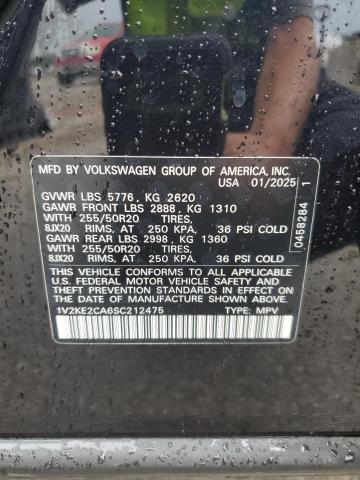 MFD BY VOLKSWAGEN GROUP OF AMERICA, INC.
USA 01/2025
GVWR LBS 5776, KG 2620
GAWR FRONT LBS 2888, KG 1310
WITH 255/50R20 TIRES,
8JX20 RIMS, AT 250 KPA, 36 PSI COLD
GAWR REAR LBS 2998, KG 1360
WITH 255/50R20 TIRES,
8JX20 RIMS, AT 250 KPA, 36 PSI COLD
THIS VEHICLE CONFORMS TO ALL APPLICABLE
U.S. FEDERAL MOTOR VEHICLE SAFETY
AND THEFT PREVENTION STANDARDS IN EFFECT
ON THE DATE OF MANUFACTURE SHOWN ABOVE.
1V2KE2CA6SC212475 TYPE: MPV
0458284 1